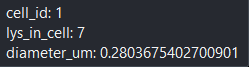 cell_id: 1
lys_in_cell: 7
diameter_um: 0.2803675402700901